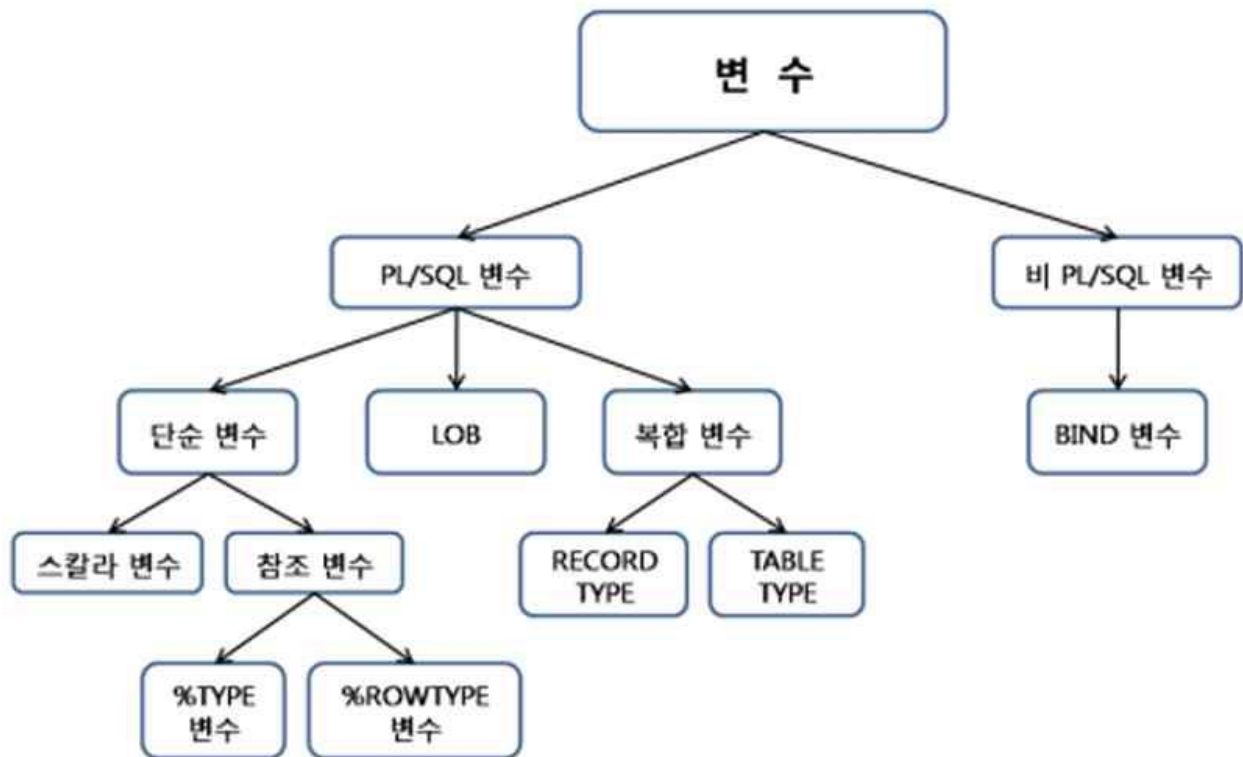 변 수
PL/SQL 변수
비 PL/SQL 변수
단순 변수
LOB
복합 변수
BIND 변수
스칼라 변수
참조 변수
RECORD
TYPE
TABLE
TYPE
%TYPE
변수
%ROWTYPE
변수